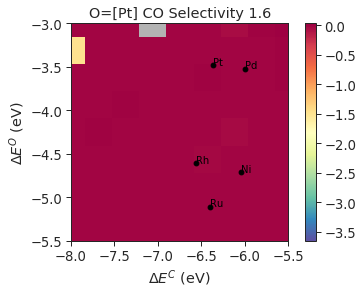 O=[Pt] CO Selectivity 1.6
ΔE^O (eV)
−3.0
−3.5
−4.0
−4.5
−5.0
−5.5
Pt
Pd
Rh
Ni
Ru
−8.0 −7.5 −7.0 −6.5 −6.0 −5.5
ΔE^C (eV)
0.0
−0.5
−1.0
−1.5
−2.0
−2.5
−3.0
−3.5